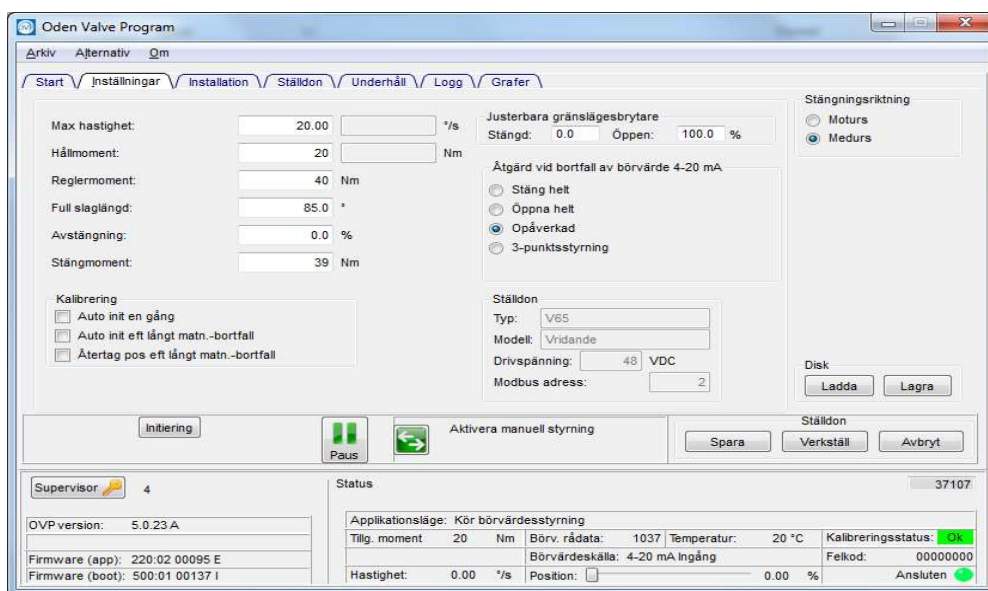 Oden Valve Program
Arkiv Alternativ Om
Start Inställningar Installation Ställdon Underhåll Logg Grafer
Max hastighet: 20.00 °/s
Hållmoment: 20 Nm
Reglermoment: 40 Nm
Full slaglängd: 85.0 °
Avstängning: 0.0 %
Stängmoment: 39 Nm
Kalibrering
Auto init en gång
Auto init eft långt matn.-bortfall
Återtag pos eft långt matn.-bortfall
Justerbara gränslägesbrytare
Stängd: 0.0 Öppen: 100.0 %
Åtgärd vid bortfall av börvärde 4-20 mA
Stäng helt
Öppna helt
Opåverkad
3-punktsstyrning
Ställdon
Typ: V65
Modell: Vridande
Drivspänning: 48 VDC
Modbus adress: 2
Stängningsriktning
Moturs
Medurs
Disk
Ladda Lagra
Initiering
Paus
Aktivera manuell styrning
Ställdon
Spara Verkställ Avbryt
Supervisor 4
OVP version: 5.0.23 A
Firmware (app): 220:02 00095 E
Firmware (boot): 500:01 00137 I
Status 37107
Applikationsläge: Kör börvärdesstyrning
Tillg. moment 20 Nm Börv. rådata: 1037 Temperatur: 20 °C Kalibreringsstatus: Ok
Börvärdeskälla: 4-20 mA Ingång Felkod: 00000000
Hastighet: 0.00 °/s Position: 0.00 % Ansluten